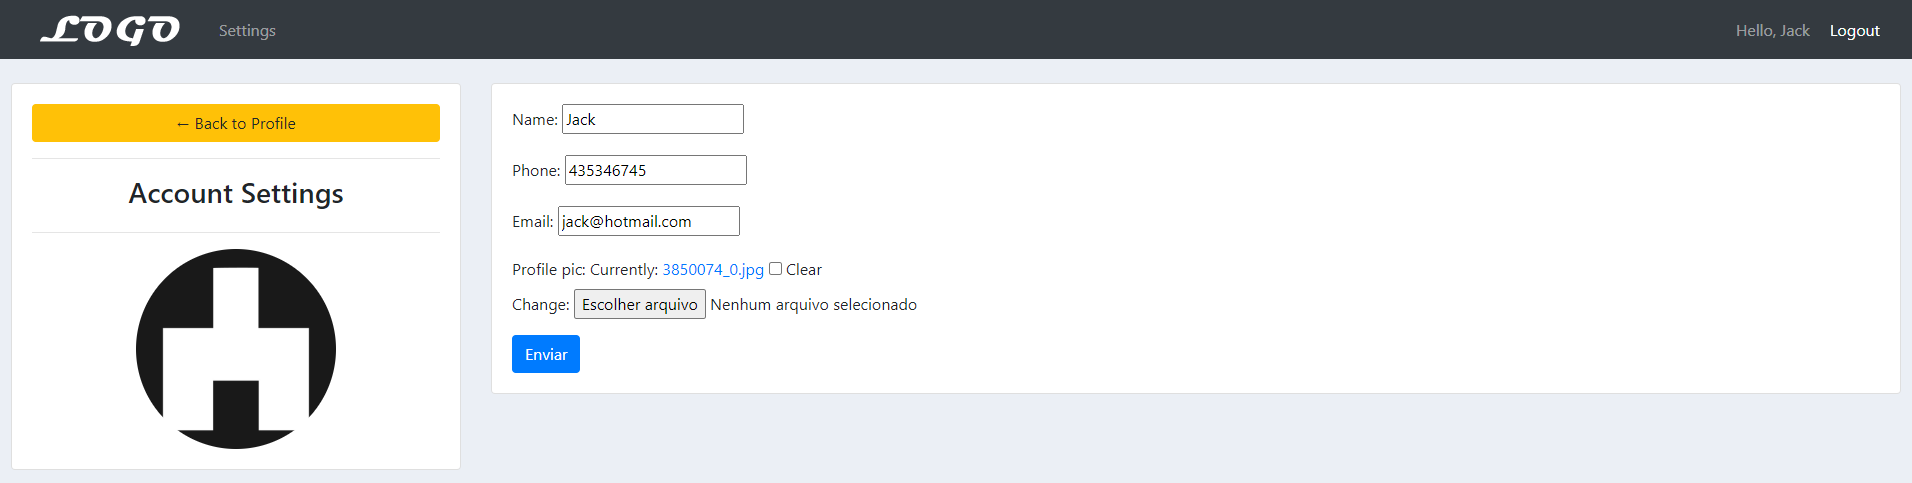 LOGO Settings Hello, Jack Logout
← Back to Profile
Account Settings
Name: Jack
Phone: 435346745
Email: jack@hotmail.com
Profile pic: Currently: 3850074_0.jpg Clear
Change: Escolher arquivo Nenhum arquivo selecionado
Enviar